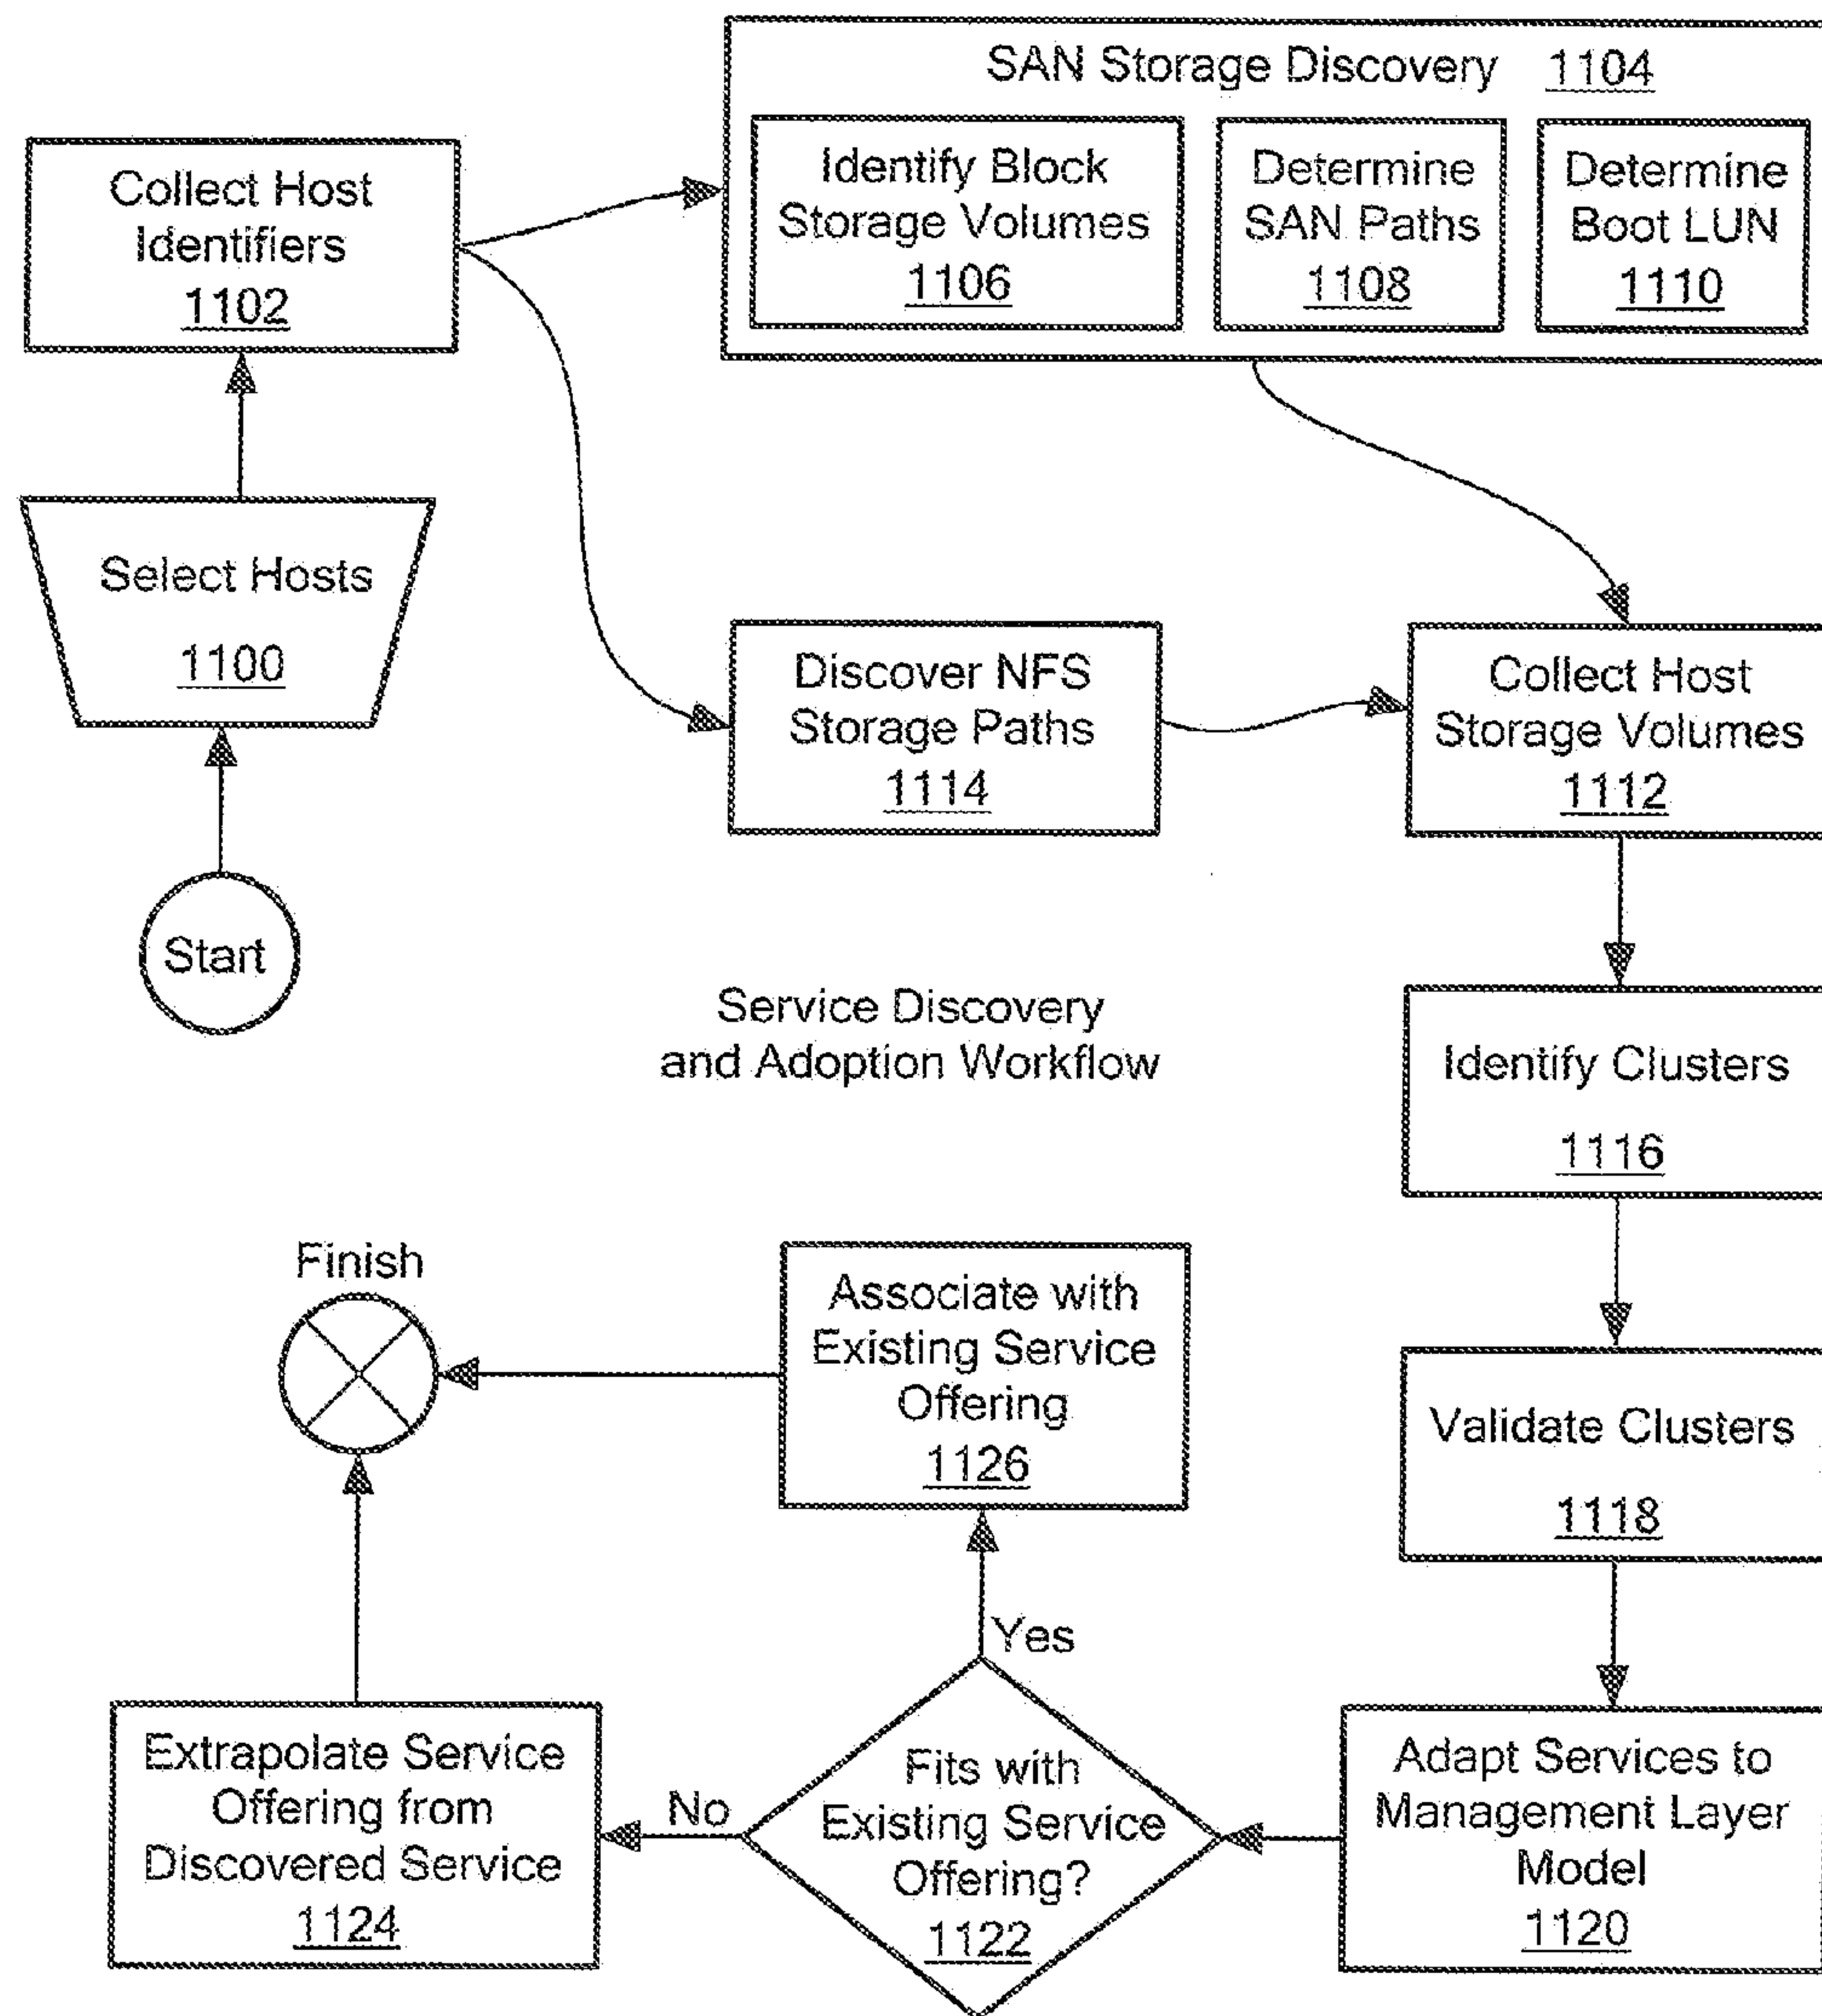 SAN Storage Discovery 1104
Identify Block
Storage Volumes
1106
Determine
SAN Paths
1108
Determine
Boot LUN
1110
Collect Host
Identifiers
1102
Select Hosts
1100
Start
Discover NFS
Storage Paths
1114
Collect Host
Storage Volumes
1112
Service Discovery
and Adoption Workflow
Identify Clusters
1116
Validate Clusters
1118
Adapt Services to
Management Layer
Model
1120
Fits with
Existing Service
Offering?
1122
Yes
No
Associate with
Existing Service
Offering
1126
Extrapolate Service
Offering from
Discovered Service
1124
Finish